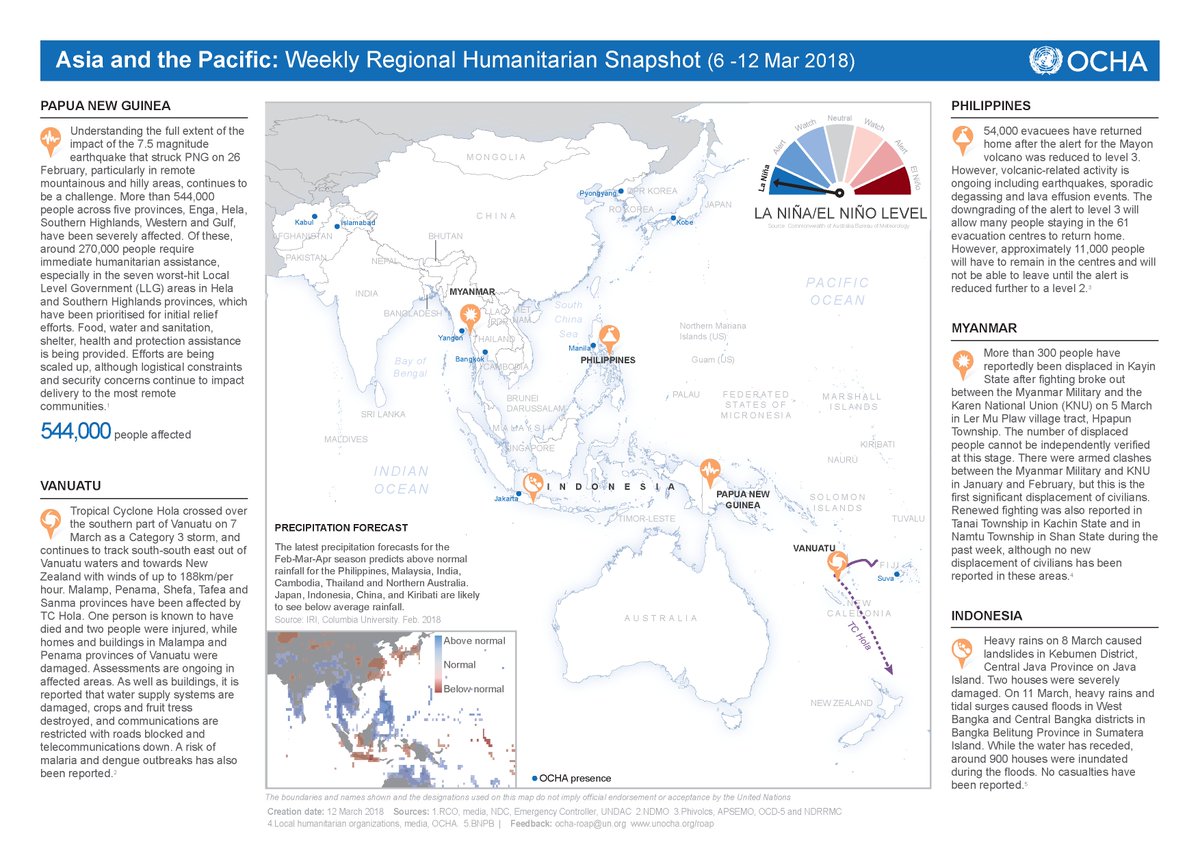 Asia and the Pacific: Weekly Regional Humanitarian Snapshot (6 -12 Mar 2018)
OCHA
PAPUA NEW GUINEA
Understanding the full extent of the
impact of the 7.5 magnitude
earthquake that struck PNG on 26
February, particularly in remote
mountainous and hilly areas, continues to
be a challenge. More than 544,000
people across five provinces, Enga, Hela,
Southern Highlands, Western and Gulf,
have been severely affected. Of these,
around 270,000 people require
immediate humanitarian assistance,
especially in the seven worst-hit Local
Level Government (LLG) areas in Hela
and Southern Highlands provinces, which
have been prioritised for initial relief
efforts. Food, water and sanitation,
shelter, health and protection assistance
is being provided. Efforts are being
scaled up, although logistical constraints
and security concerns continue to impact
delivery to the most remote
communities.1
544,000 people affected
VANUATU
Tropical Cyclone Hola crossed over
the southern part of Vanuatu on 7
March as a Category 3 storm, and
continues to track south-south east out of
Vanuatu waters and towards New
Zealand with winds of up to 188km/per
hour. Malamp, Penama, Shefa, Tafea and
Sanma provinces have been affected by
TC Hola. One person is known to have
died and two people were injured, while
homes and buildings in Malampa and
Penama provinces of Vanuatu were
damaged. Assessments are ongoing in
affected areas. As well as buildings, it is
reported that water supply systems are
damaged, crops and fruit tress
destroyed, and communications are
restricted with roads blocked and
telecommunications down. A risk of
malaria and dengue outbreaks has also
been reported.2
MONGOLIA
Pyongyang
DPR KOREA
RO KOREA
JAPAN
Kobe
CHINA
Kabul
Islamabad
AFGHANISTAN
PAKISTAN
BHUTAN
NEPAL
INDIA
BANGLADESH
MYANMAR
LAO
PDR
VIET
NAM
Yangon
THAILAND
Bangkok
CAMBODIA
South
China
Sea
Manila
PHILIPPINES
Bay of
Bengal
SRI LANKA
MALDIVES
BRUNEI
DARUSSALAM
MALAYSIA
SINGAPORE
INDIAN
OCEAN
Jakarta
INDONESIA
TIMOR-LESTE
PAPUA NEW
GUINEA
PACIFIC
OCEAN
Northern Mariana
Islands (US)
Guam (US)
PALAU
FEDERATED
STATES OF
MICRONESIA
MARSHALL
ISLANDS
KIRIBATI
NAURU
SOLOMON
ISLANDS
TUVALU
VANUATU
FIJI
Suva
NEW
CALEDONIA
TC Hola
AUSTRALIA
NEW ZEALAND
La Niña
Alert
Watch
Neutral
Watch
Alert
El Niño
LA NIÑA/EL NIÑO LEVEL
Source: Commonwealth of Australia Bureau of Meteorology
PRECIPITATION FORECAST
The latest precipitation forecasts for the
Feb-Mar-Apr season predicts above normal
rainfall for the Philippines, Malaysia, India,
Cambodia, Thailand and Northern Australia.
Japan, Indonesia, China, and Kiribati are likely
to see below average rainfall.
Source: IRI, Columbia University. Feb. 2018
Above normal
Normal
Below normal
OCHA presence
PHILIPPINES
54,000 evacuees have returned
home after the alert for the Mayon
volcano was reduced to level 3.
However, volcanic-related activity is
ongoing including earthquakes, sporadic
degassing and lava effusion events. The
downgrading of the alert to level 3 will
allow many people staying in the 61
evacuation centres to return home.
However, approximately 11,000 people
will have to remain in the centres and will
not be able to leave until the alert is
reduced further to a level 2.3
MYANMAR
More than 300 people have
reportedly been displaced in Kayin
State after fighting broke out
between the Myanmar Military and the
Karen National Union (KNU) on 5 March
in Ler Mu Plaw village tract, Hpapun
Township. The number of displaced
people cannot be independently verified
at this stage. There were armed clashes
between the Myanmar Military and KNU
in January and February, but this is the
first significant displacement of civilians.
Renewed fighting was also reported in
Tanai Township in Kachin State and in
Namtu Township in Shan State during the
past week, although no new
displacement of civilians has been
reported in these areas.4
INDONESIA
Heavy rains on 8 March caused
landslides in Kebumen District,
Central Java Province on Java
Island. Two houses were severely
damaged. On 11 March, heavy rains and
tidal surges caused floods in West
Bangka and Central Bangka districts in
Bangka Belitung Province in Sumatera
Island. While the water has receded,
around 900 houses were inundated
during the floods. No casualties have
been reported.5
The boundaries and names shown and the designations used on this map do not imply official endorsement or acceptance by the United Nations
Creation date: 12 March 2018 Sources: 1.RCO, media, NDC, Emergency Controller, UNDAC 2.NDMO 3.Phivolcs, APSEMO, OCD-5 and NDRRMC
4.Local humanitarian organizations, media, OCHA. 5.BNPB | Feedback: ocha-roap@un.org www.unocha.org/roap